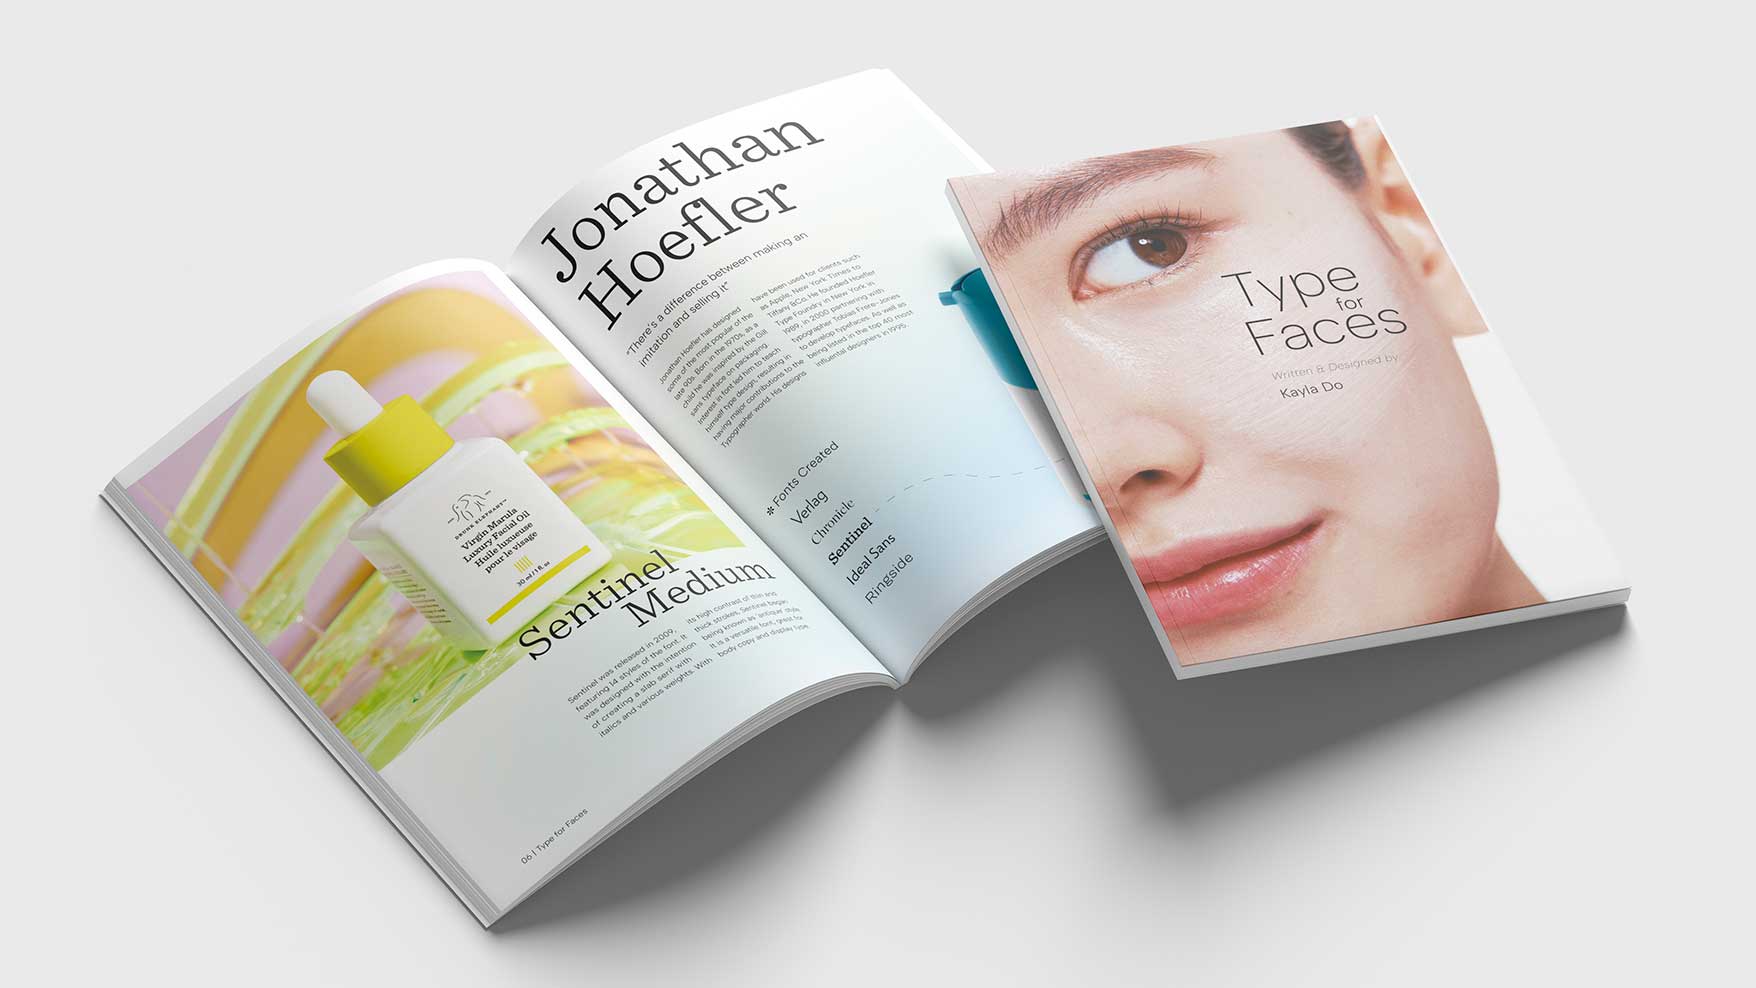 Jonathan
Hoefler
"There's a difference between making an
imitation and selling it"
Jonathan Hoefler has designed
some of the most popular of the
late 90s. Born in the 1970s, as a
child he was inspired by the Gill
sans typeface on packaging
Interest in font led him to teach
himself type design, resulting in
having major contributions to the
Typographer world. His designs
have been used for clients such
as Apple, New York Times to
Tiffany &Co. He founded Hoefler
Type Foundry in New York in
1989, in 2000 partnering with
typographer Tobias Frere-Jones
to develop typefaces. As well as
being listed in the top 40 most
influential designers in 1995.
* Fonts Created
Verlag
Chronicle
Sentinel
Ideal Sans
Ringside
DRUNK ELEPHANT™
Virgin Marula
Luxury Facial Oil
Huile luxueuse
pour le visage
30 ml / 1 fl. oz
Sentinel
Medium
Sentinel was released in 2009,
featuring 14 styles of the font. It
was designed with the intention
of creating a slab serif with
italics and various weights. With
its high contrast of thin and
thick strokes, Sentinel began
being known as 'antique' style.
It is a versatile font, great for
body copy and display type.
06 | Type for Faces
Type
for
Faces
Written & Designed by
Kayla Do